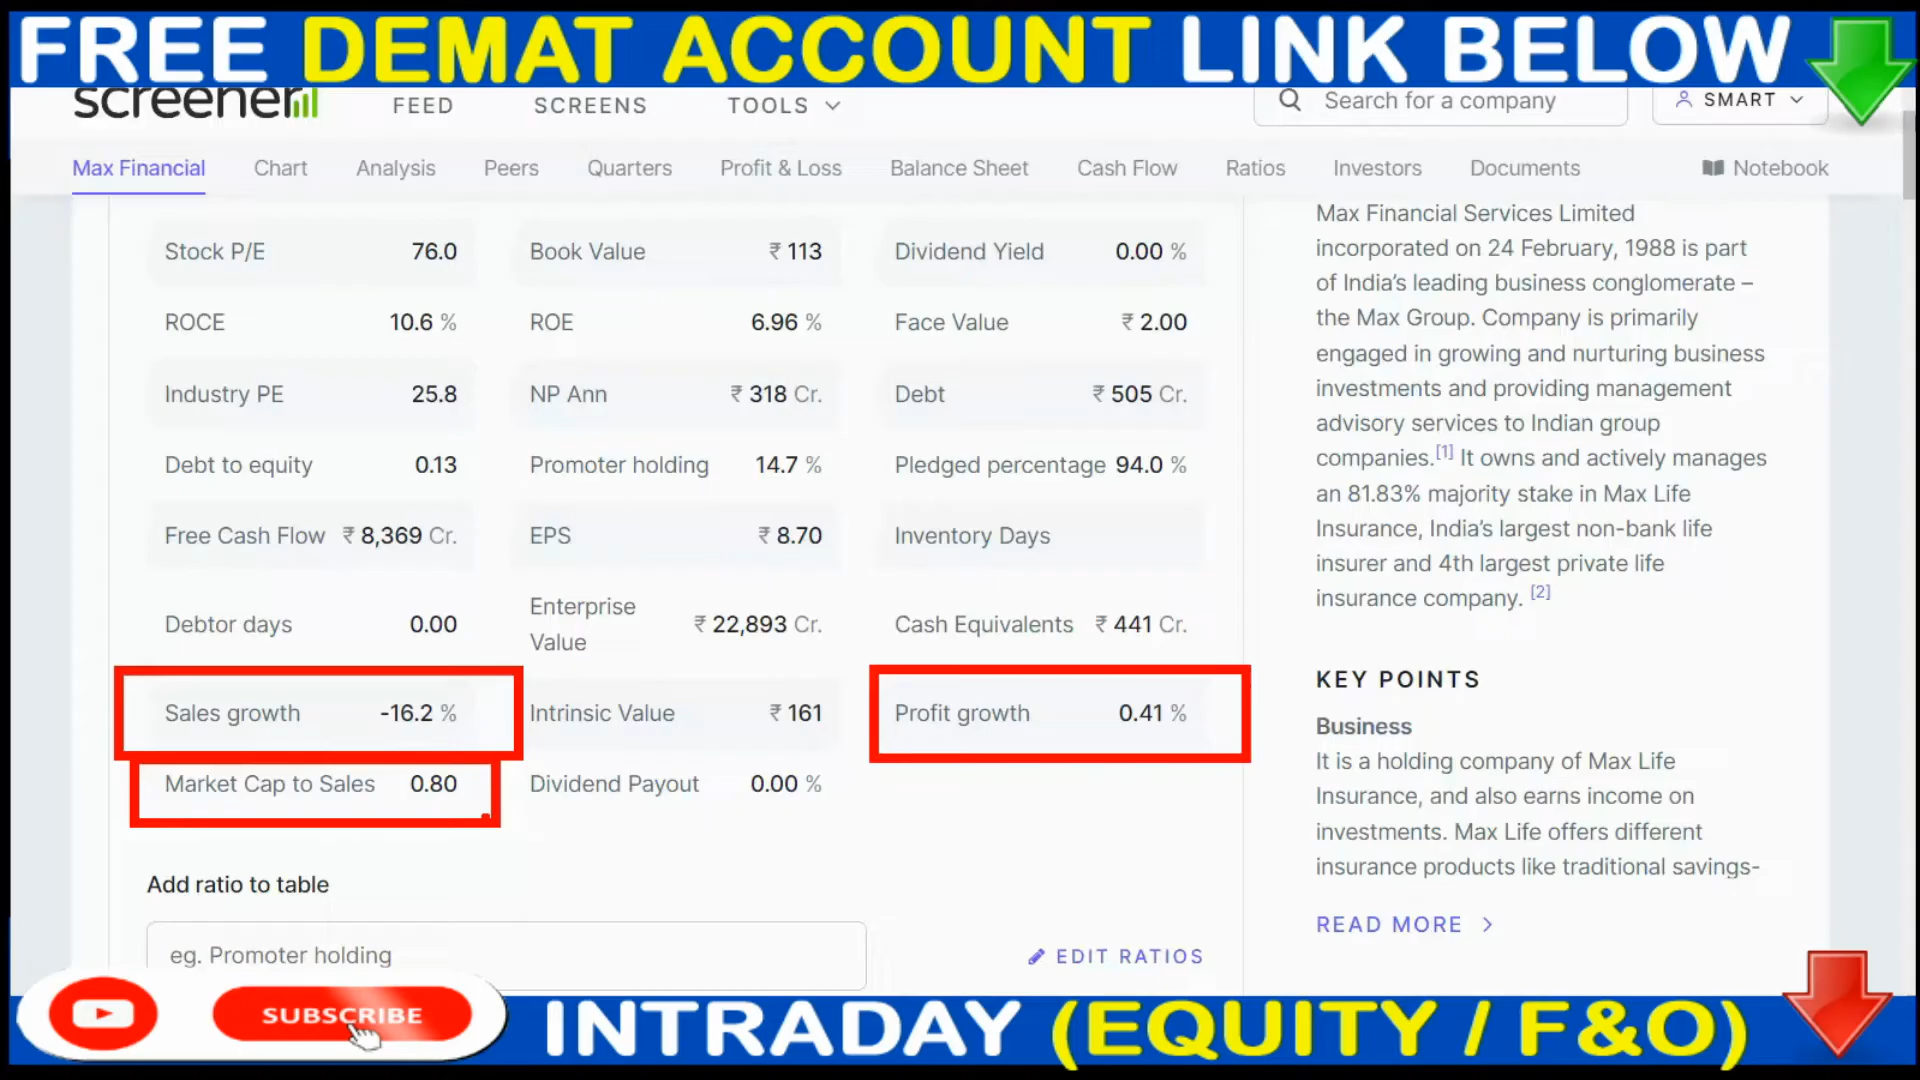 FREE DEMAT ACCOUNT LINK BELOW
screener
FEED
SCREENS
TOOLS
Search for a company
SMART
Max Financial
Chart
Analysis
Peers
Quarters
Profit & Loss
Balance Sheet
Cash Flow
Ratios
Investors
Documents
Notebook
Stock P/E 76.0
Book Value ₹ 113
Dividend Yield 0.00 %
ROCE 10.6 %
ROE 6.96 %
Face Value ₹ 2.00
Industry PE 25.8
NP Ann ₹ 318 Cr.
Debt ₹ 505 Cr.
Debt to equity 0.13
Promoter holding 14.7 %
Pledged percentage 94.0 %
Free Cash Flow ₹ 8,369 Cr.
EPS ₹ 8.70
Inventory Days
Debtor days 0.00
Enterprise
Value ₹ 22,893 Cr.
Cash Equivalents ₹ 441 Cr.
Sales growth -16.2 %
Intrinsic Value ₹ 161
Profit growth 0.41 %
Market Cap to Sales 0.80
Dividend Payout 0.00 %
Add ratio to table
eg. Promoter holding
EDIT RATIOS
Max Financial Services Limited
incorporated on 24 February, 1988 is part
of India's leading business conglomerate –
the Max Group. Company is primarily
engaged in growing and nurturing business
investments and providing management
advisory services to Indian group
companies.[1] It owns and actively manages
an 81.83% majority stake in Max Life
Insurance, India's largest non-bank life
insurer and 4th largest private life
insurance company. [2]
KEY POINTS
Business
It is a holding company of Max Life
Insurance, and also earns income on
investments. Max Life offers different
insurance products like traditional savings-
READ MORE
SUBSCRIBE
INTRADAY (EQUITY / F&O)